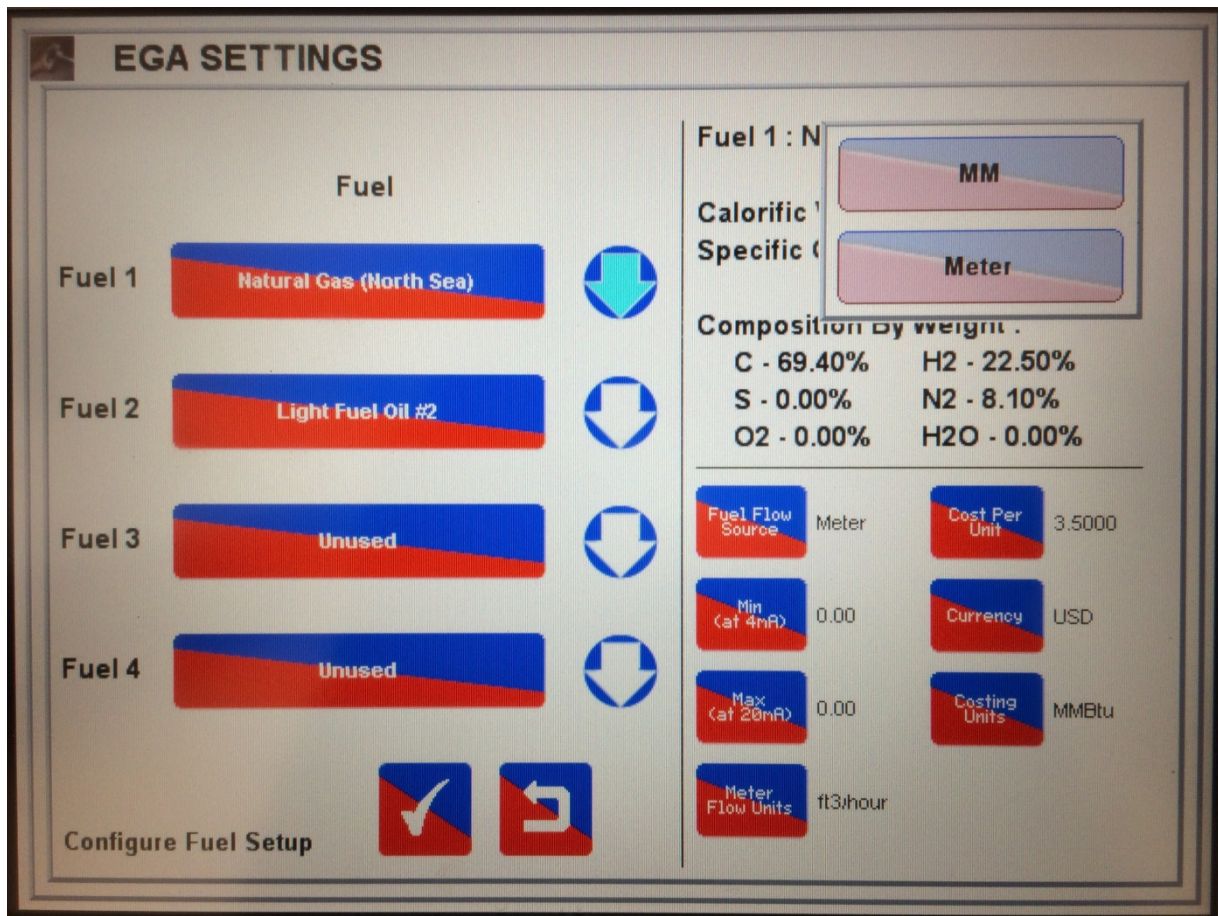 EGA SETTINGS
Fuel
Fuel 1
Natural Gas (North Sea)
Fuel 2
Light Fuel Oil #2
Fuel 3
Unused
Fuel 4
Unused
Configure Fuel Setup
Fuel 1 : N
MM
Calorific
Specific
Meter
Composition By Weight :
C - 69.40% H2 - 22.50%
S - 0.00% N2 - 8.10%
O2 - 0.00% H2O - 0.00%
Fuel Flow
Source
Meter
Cost Per
Unit
3.5000
Min
(at 4mA)
0.00
Currency
USD
Max
(at 20mA)
0.00
Costing
Units
MMBtu
Meter
Flow Units
ft3/hour